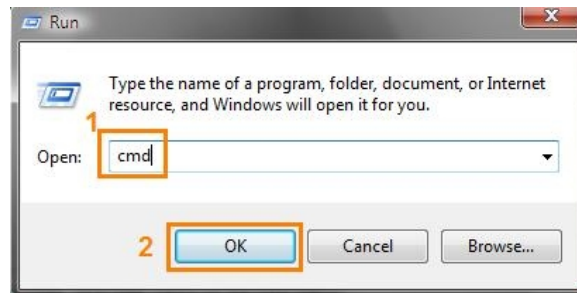 Run
Type the name of a program, folder, document, or Internet
resource, and Windows will open it for you.
1
Open: cmd
2 OK Cancel Browse...